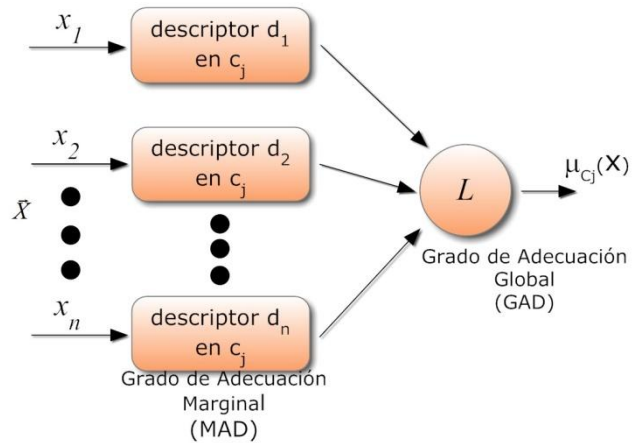 x₁
descriptor d₁
en cⱼ
x₂
descriptor d₂
en cⱼ
X̄
L
μ_Cj(X)
Grado de Adecuación
Global
(GAD)
xₙ
descriptor dₙ
en cⱼ
Grado de Adecuación
Marginal
(MAD)